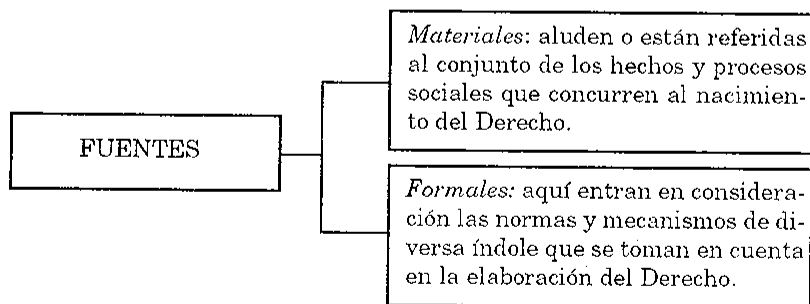 FUENTES
Materiales: aluden o están referidas
al conjunto de los hechos y procesos
sociales que concurren al nacimien-
to del Derecho.
Formales: aquí entran en considera-
ción las normas y mecanismos de di-
versa índole que se toman en cuenta
en la elaboración del Derecho.